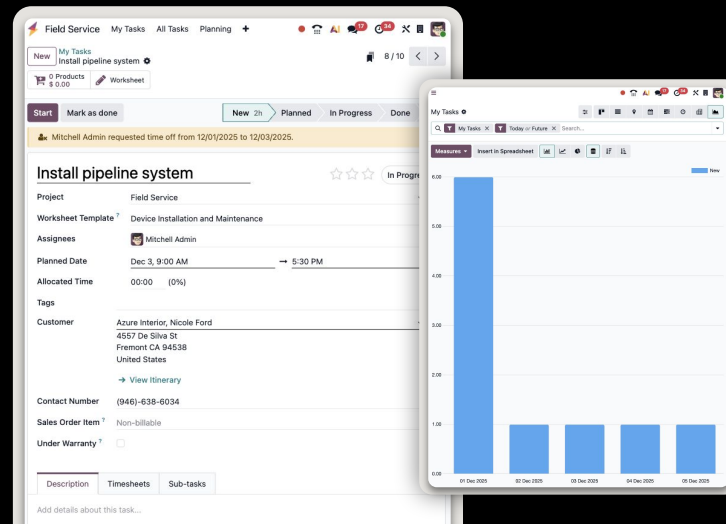 Field Service My Tasks All Tasks Planning +
17 34
New My Tasks
Install pipeline system
8 / 10
0 Products
$ 0.00
Worksheet
Start Mark as done New 2h Planned In Progress Done
Mitchell Admin requested time off from 12/01/2025 to 12/03/2025.
Install pipeline system
In Progre
Project Field Service
Worksheet Template ? Device Installation and Maintenance
Assignees Mitchell Admin
Planned Date Dec 3, 9:00 AM → 5:30 PM
Allocated Time 00:00 (0%)
Tags
Customer Azure Interior, Nicole Ford
4557 De Silva St
Fremont CA 94538
United States
→ View Itinerary
Contact Number (946)-638-6034
Sales Order Item ? Non-billable
Under Warranty ?
Description Timesheets Sub-tasks
Add details about this task...
17 34
My Tasks
My Tasks × Today or Future × Search...
Measures Insert in Spreadsheet
New
6.00
5.00
4.00
3.00
2.00
1.00
0.00
01 Dec 2025 02 Dec 2025 03 Dec 2025 04 Dec 2025 05 Dec 2025